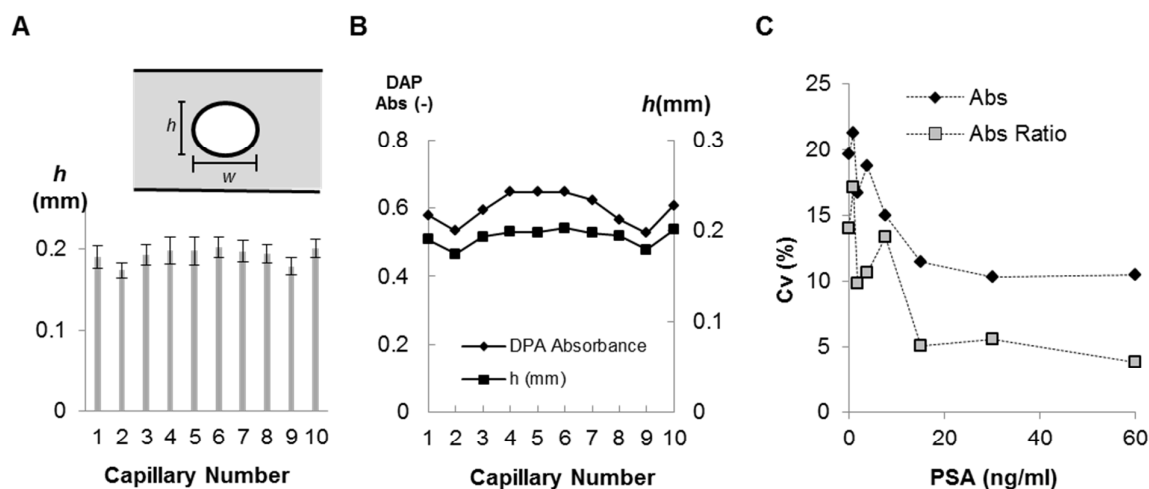 A
h
w
h
(mm)
0.2
0.1
0
1 2 3 4 5 6 7 8 9 10
Capillary Number
B
DAP
Abs (-)
h(mm)
0.8
0.6
0.4
0.2
0
0.3
0.2
0.1
0
DPA Absorbance
h (mm)
1 2 3 4 5 6 7 8 9 10
Capillary Number
C
Abs
Abs Ratio
Cv (%)
25
20
15
10
5
0
0 20 40 60
PSA (ng/ml)